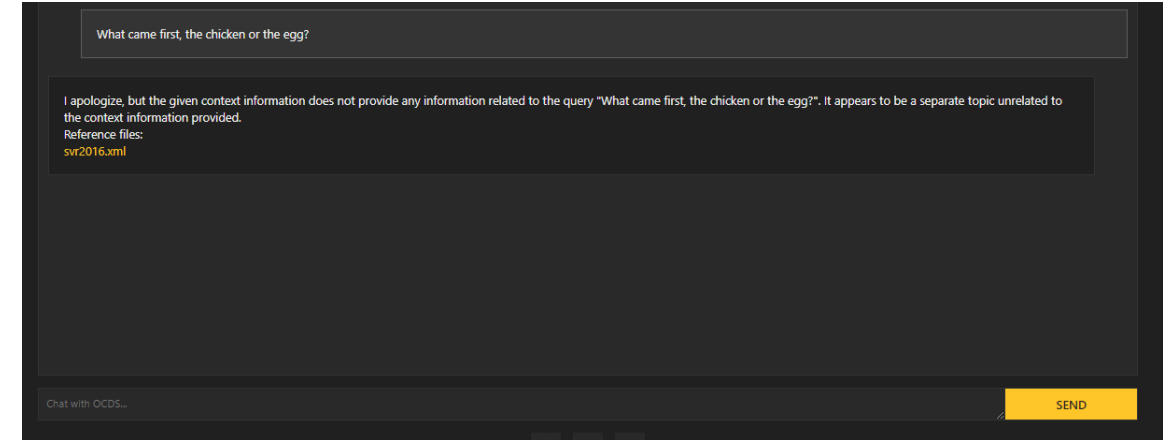 What came first, the chicken or the egg?
I apologize, but the given context information does not provide any information related to the query "What came first, the chicken or the egg?". It appears to be a separate topic unrelated to
the context information provided.
Reference files:
svr2016.xml
Chat with OCDS...
SEND